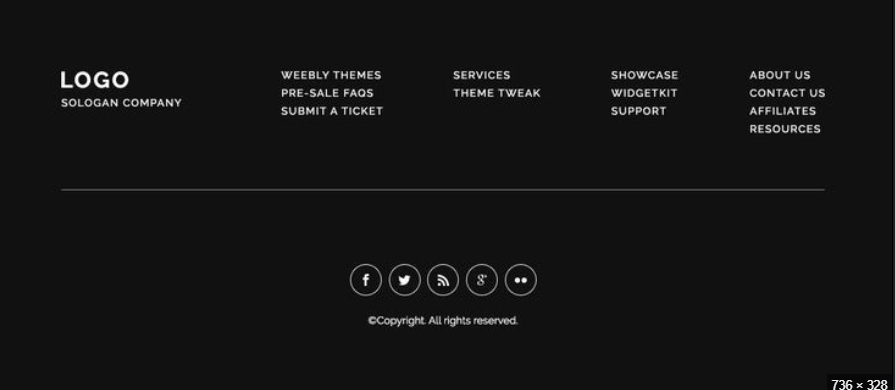 LOGO
SOLOGAN COMPANY
WEEBLY THEMES
PRE-SALE FAQS
SUBMIT A TICKET
SERVICES
THEME TWEAK
SHOWCASE
WIDGETKIT
SUPPORT
ABOUT US
CONTACT US
AFFILIATES
RESOURCES
©Copyright. All rights reserved.
736 × 328